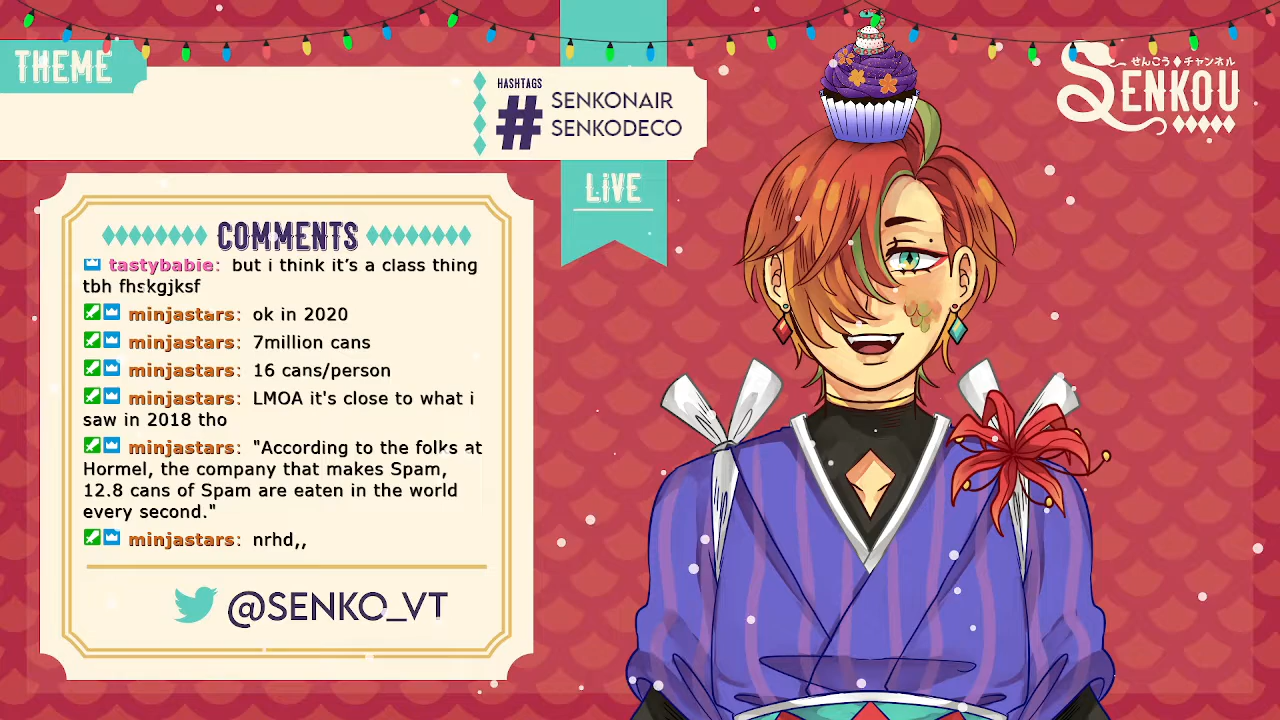 THEME
HASHTAGS
#
SENKONAIR
SENKODECO
せんこう♦チャンネル
SENKOU
LIVE
COMMENTS
tastybabie: but i think it's a class thing
tbh fhskgjksf
minjastars: ok in 2020
minjastars: 7million cans
minjastars: 16 cans/person
minjastars: LMOA it's close to what i
saw in 2018 tho
minjastars: "According to the folks at
Hormel, the company that makes Spam,
12.8 cans of Spam are eaten in the world
every second."
minjastars: nrhd,,
@SENKO_VT